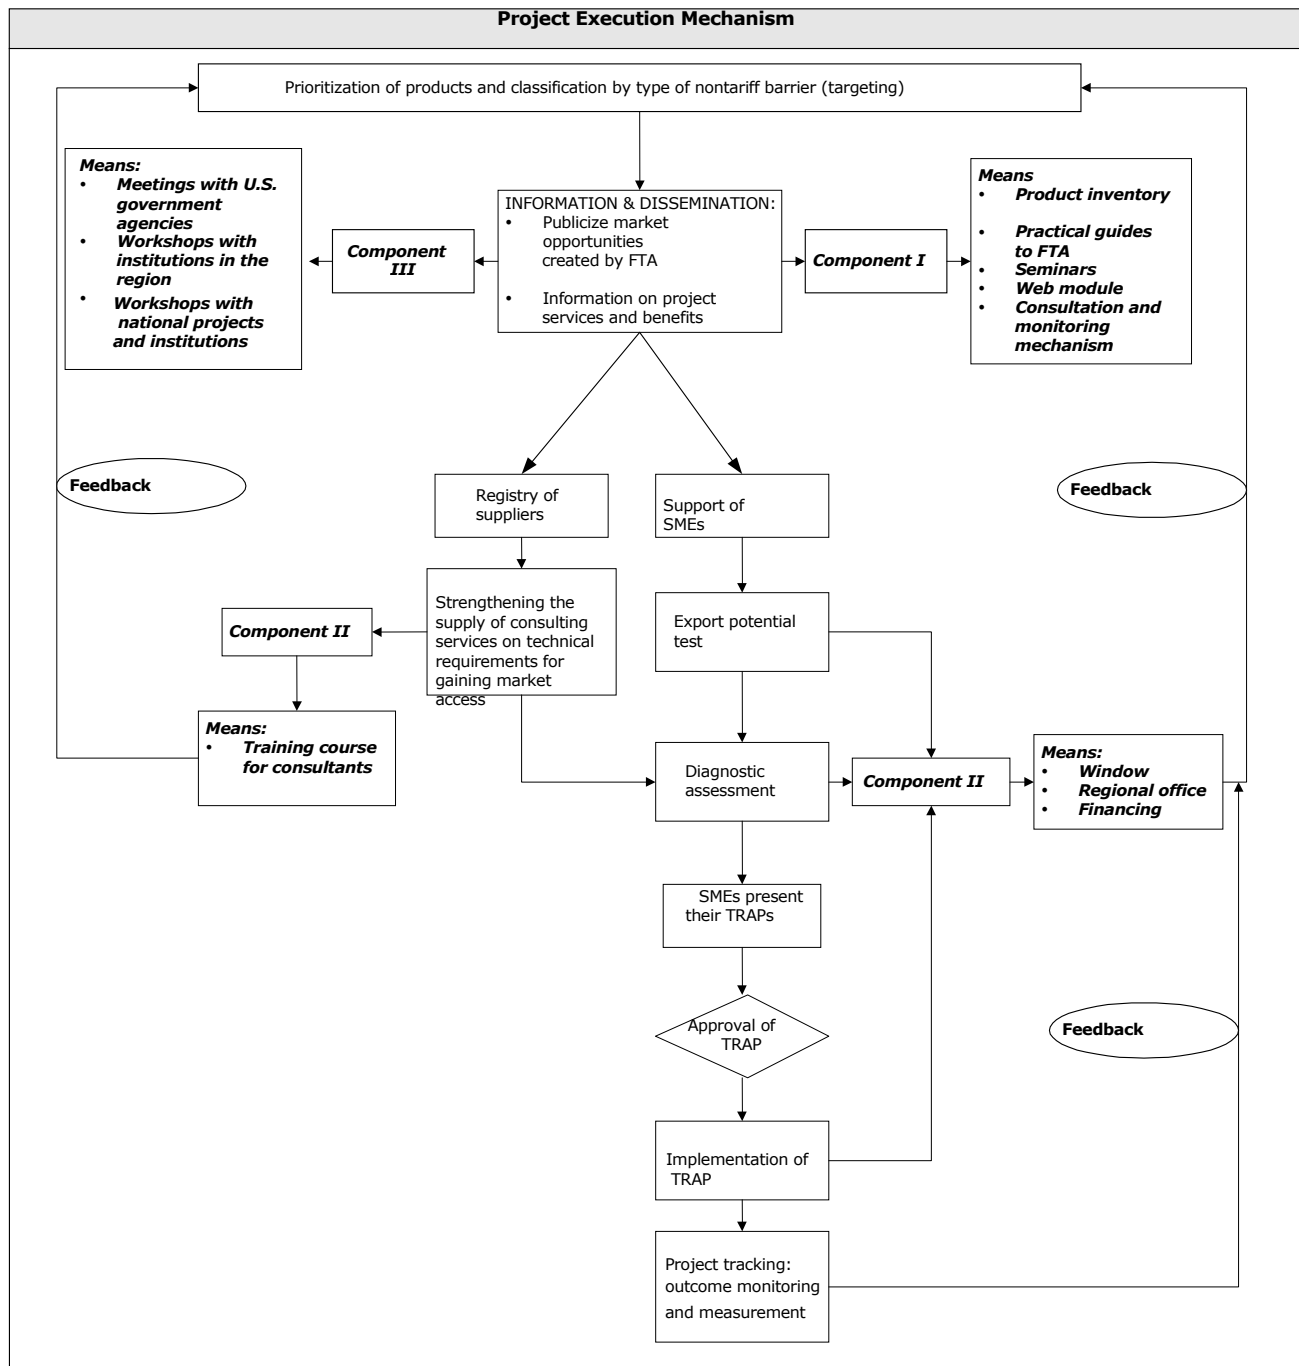 Project Execution Mechanism
Prioritization of products and classification by type of nontariff barrier (targeting)
Means:
• Meetings with U.S.
government
agencies
• Workshops with
institutions in the
region
• Workshops with
national projects
and institutions
Component
III
INFORMATION & DISSEMINATION:
• Publicize market
opportunities
created by FTA
• Information on project
services and benefits
Component I
Means
• Product inventory
• Practical guides
to FTA
• Seminars
• Web module
• Consultation and
monitoring
mechanism
Feedback
Registry of
suppliers
Support of
SMEs
Feedback
Component II
Strengthening the
supply of consulting
services on technical
requirements for
gaining market
access
Export potential
test
Means:
• Training course
for consultants
Diagnostic
assessment
Component II
Means:
• Window
• Regional office
• Financing
SMEs present
their TRAPs
Approval of
TRAP
Feedback
Implementation of
TRAP
Project tracking:
outcome monitoring
and measurement